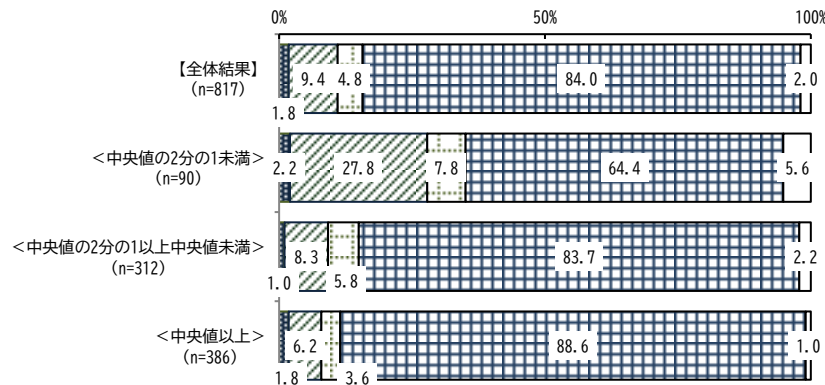 0%
50%
100%
【全体結果】
(n=817)
1.8
9.4
4.8
84.0
2.0
＜中央値の2分の1未満＞
(n=90)
2.2
27.8
7.8
64.4
5.6
＜中央値の2分の1以上中央値未満＞
(n=312)
1.0
8.3
5.8
83.7
2.2
＜中央値以上＞
(n=386)
1.8
6.2
3.6
88.6
1.0